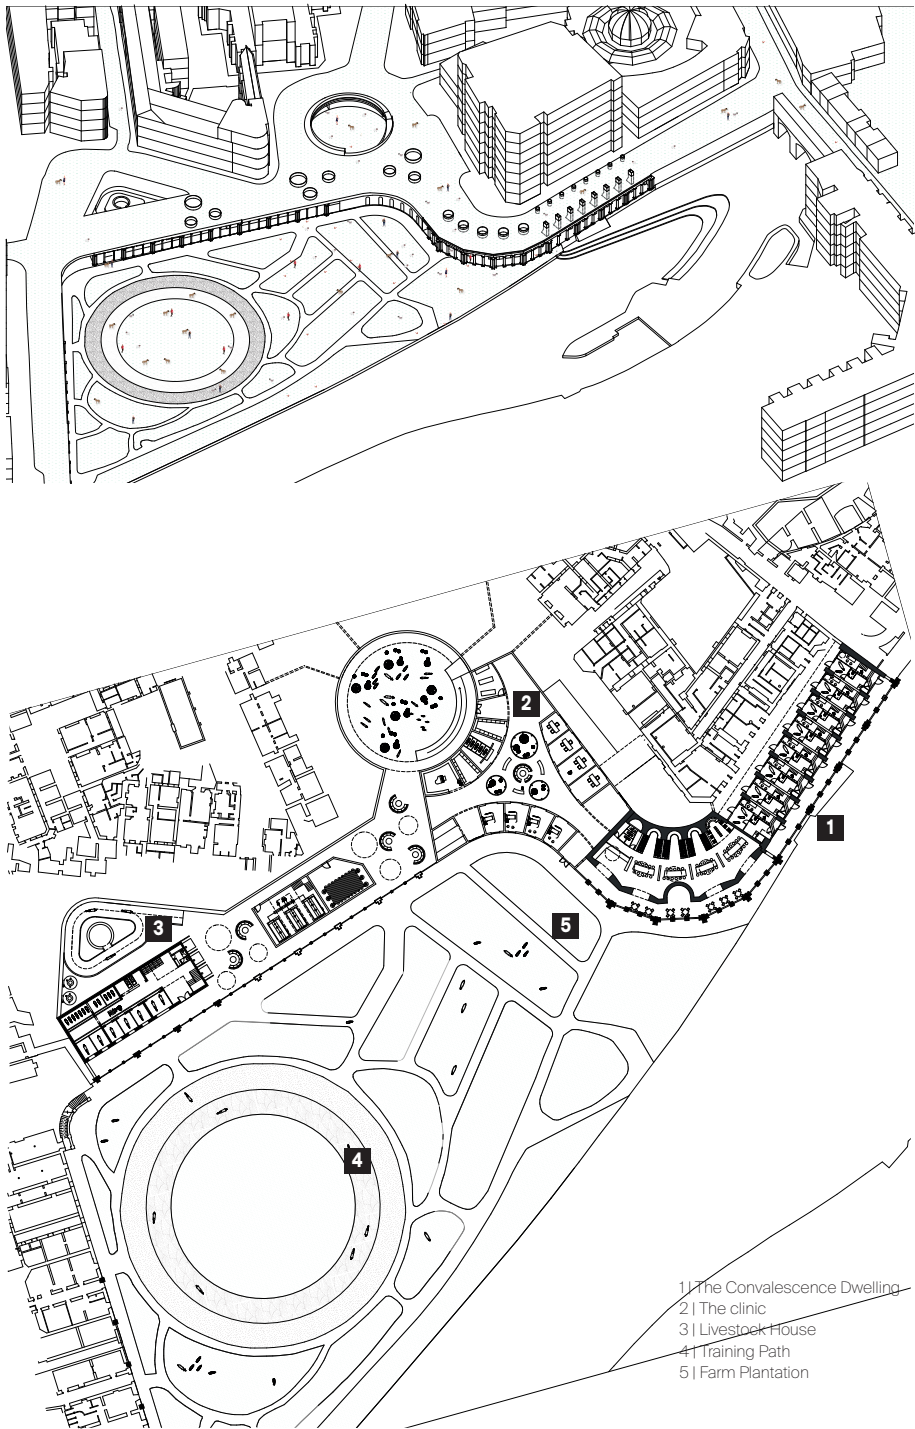 2
1
3
5
4
1 | The Convalescence Dwelling
2 | The clinic
3 | Livestock House
4 | Training Path
5 | Farm Plantation